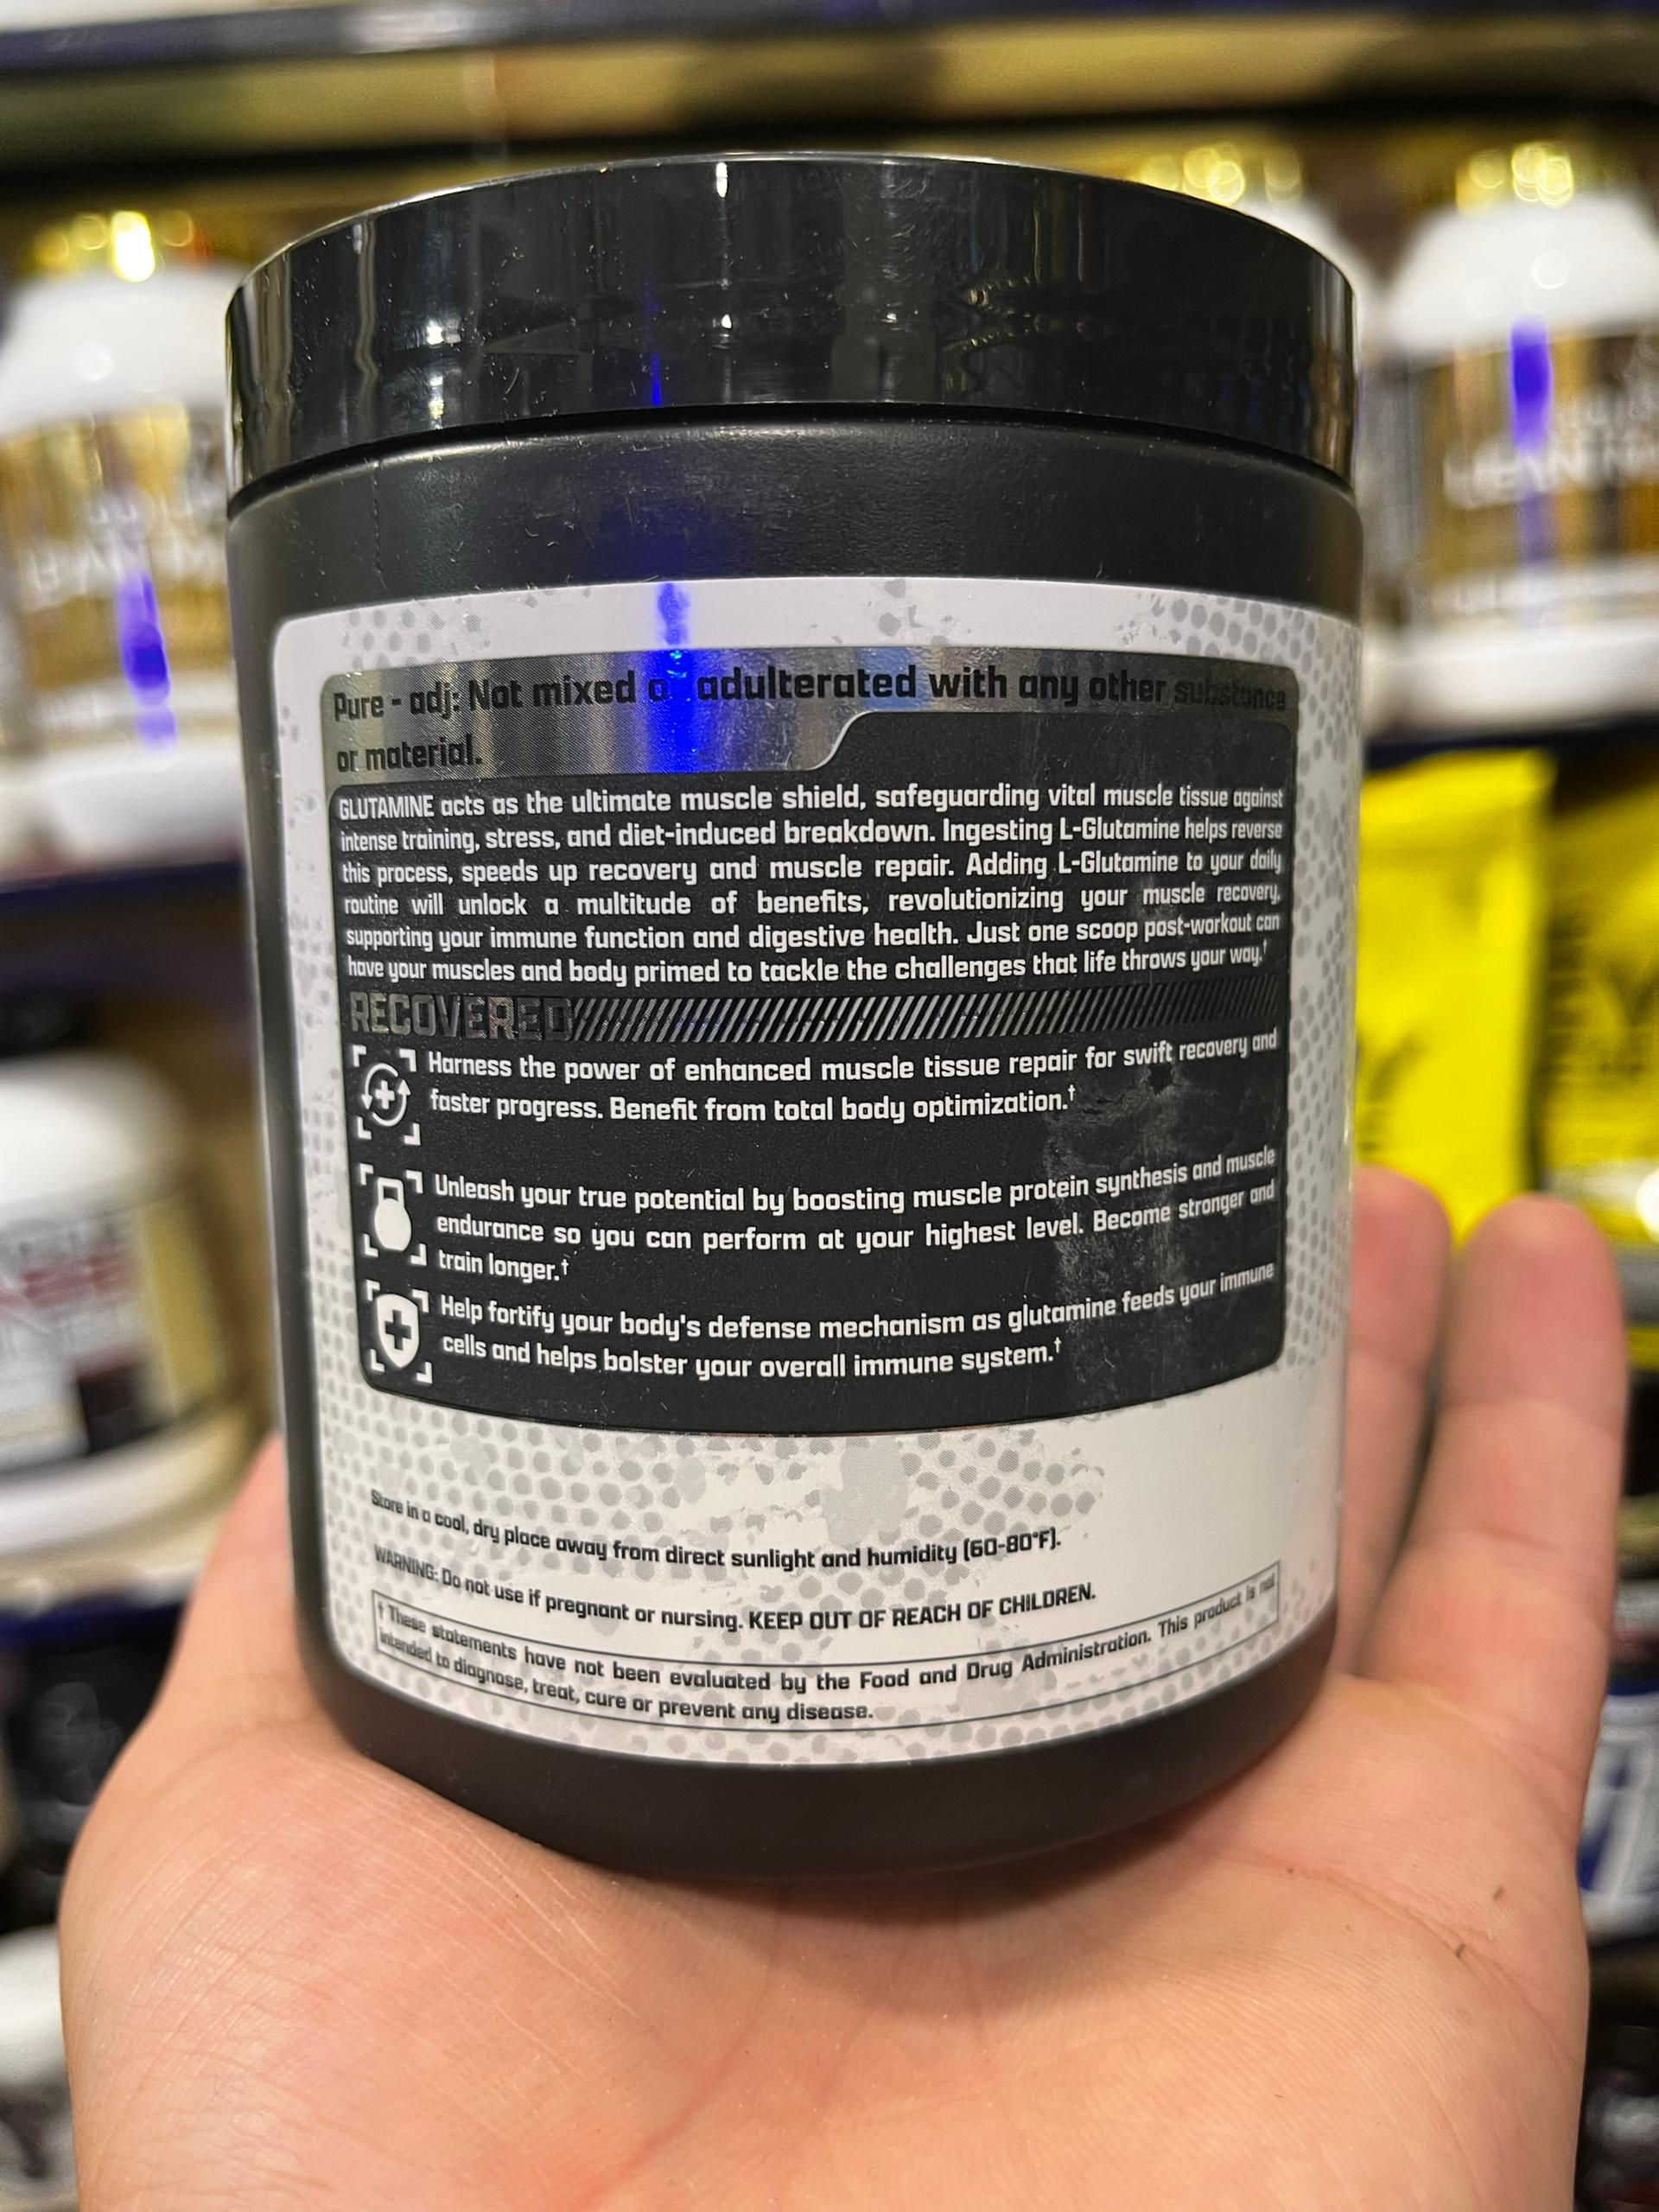 Pure - adj: Not mixed or adulterated with any other substance
or material.
GLUTAMINE acts as the ultimate muscle shield, safeguarding vital muscle tissue against
intense training, stress, and diet-induced breakdown. Ingesting L-Glutamine helps reverse
this process, speeds up recovery and muscle repair. Adding L-Glutamine to your daily
routine will unlock a multitude of benefits, revolutionizing your muscle recovery,
supporting your immune function and digestive health. Just one scoop post-workout can
have your muscles and body primed to tackle the challenges that life throws your way.†
RECOVERED
Harness the power of enhanced muscle tissue repair for swift recovery and
faster progress. Benefit from total body optimization.†
Unleash your true potential by boosting muscle protein synthesis and muscle
endurance so you can perform at your highest level. Become stronger and
train longer.†
Help fortify your body's defense mechanism as glutamine feeds your immune
cells and helps bolster your overall immune system.†
Store in a cool, dry place away from direct sunlight and humidity (60-80°F).
WARNING: Do not use if pregnant or nursing. KEEP OUT OF REACH OF CHILDREN.
† These statements have not been evaluated by the Food and Drug Administration. This product is not
intended to diagnose, treat, cure or prevent any disease.